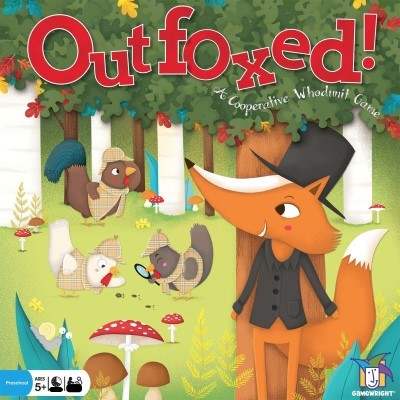 Outfoxed!
A Cooperative Whodunit Game
Preschool
AGES
5+
GAMEWRIGHT